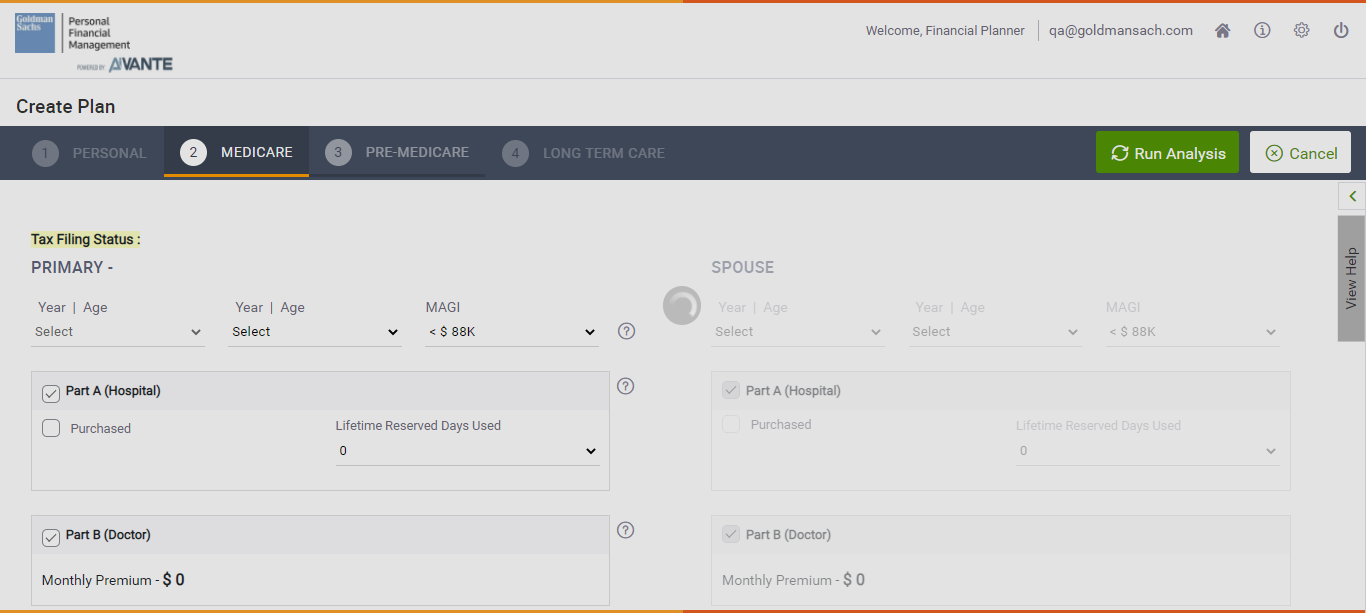 Goldman Sachs Personal Financial Management
POWERED BY AIVANTE
Welcome, Financial Planner qa@goldmansach.com
Create Plan
1 PERSONAL 2 MEDICARE 3 PRE-MEDICARE 4 LONG TERM CARE Run Analysis Cancel
View Help
Tax Filing Status :
PRIMARY - SPOUSE
Year | Age Year | Age MAGI Year | Age Year | Age MAGI
Select Select < $ 88K ? Select Select < $ 88K
Part A (Hospital) ? Part A (Hospital)
Purchased Lifetime Reserved Days Used Purchased Lifetime Reserved Days Used
0 0
Part B (Doctor) ? Part B (Doctor)
Monthly Premium - $ 0 Monthly Premium - $ 0